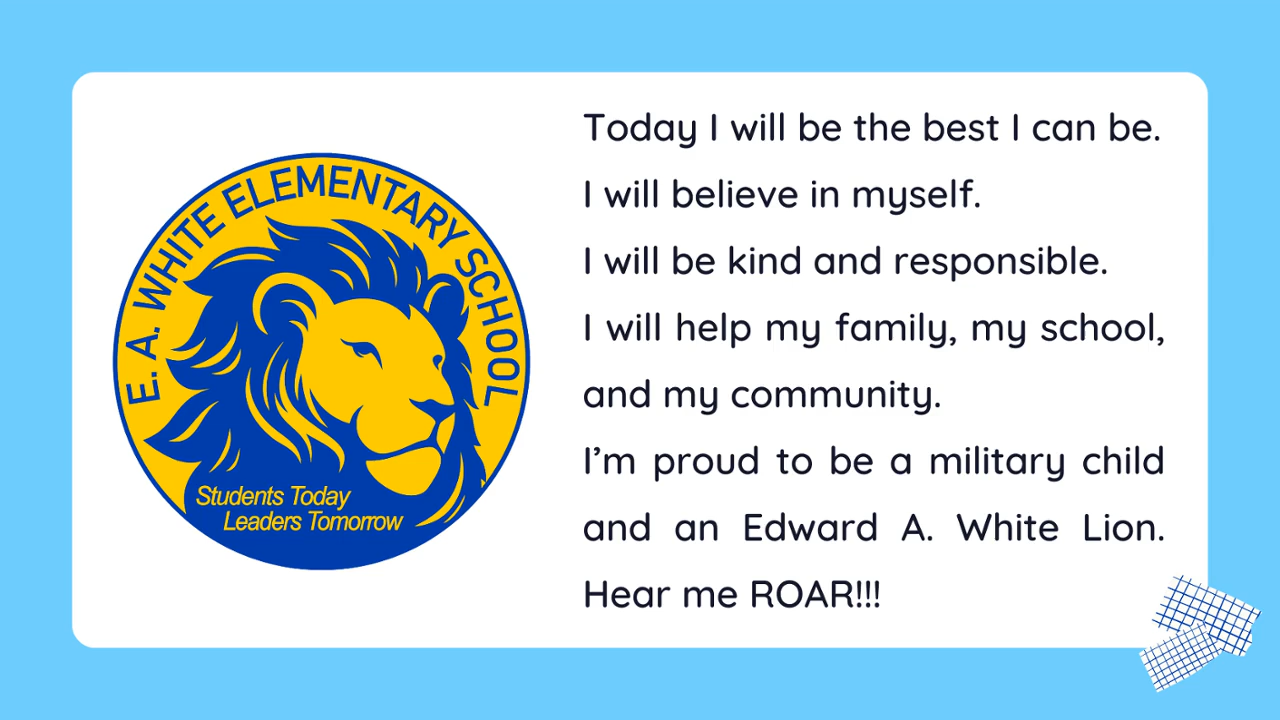 E. A. WHITE ELEMENTARY SCHOOL
Students Today
Leaders Tomorrow
Today I will be the best I can be.
I will believe in myself.
I will be kind and responsible.
I will help my family, my school,
and my community.
I’m proud to be a military child
and an Edward A. White Lion.
Hear me ROAR!!!